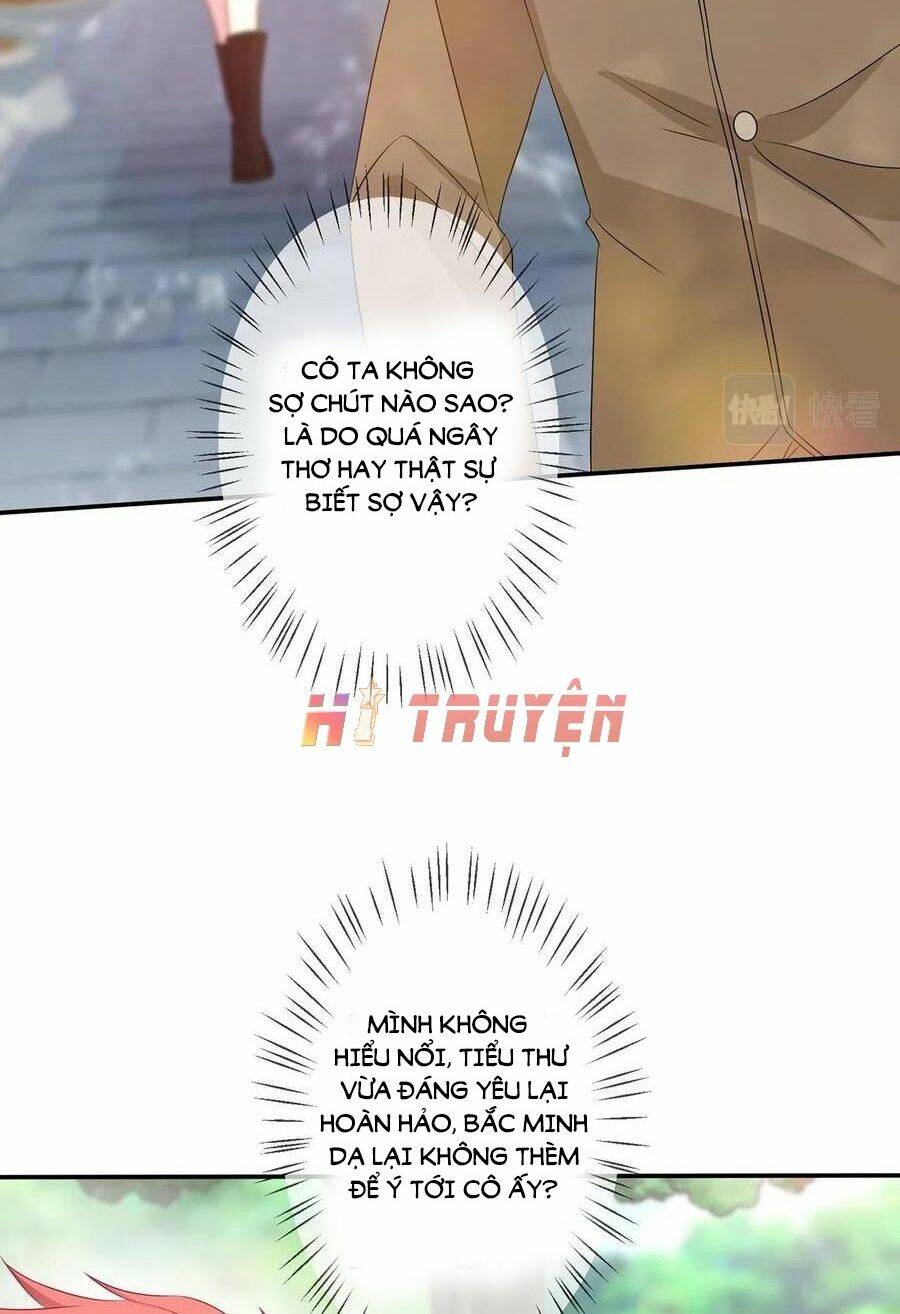 CÔ TA KHÔNG
SỢ CHÚT NÀO SAO?
LÀ DO QUÁ NGÂY
THƠ HAY THẬT SỰ
BIẾT SỢ VẬY?
快看 快看
HI TRUYỆN
MÌNH KHÔNG
HIỂU NỔI, TIỂU THƯ
VỪA ĐÁNG YÊU LẠI
HOÀN HẢO, BẮC MINH
DẠ LẠI KHÔNG THÈM
ĐỂ Ý TỚI CÔ ẤY?